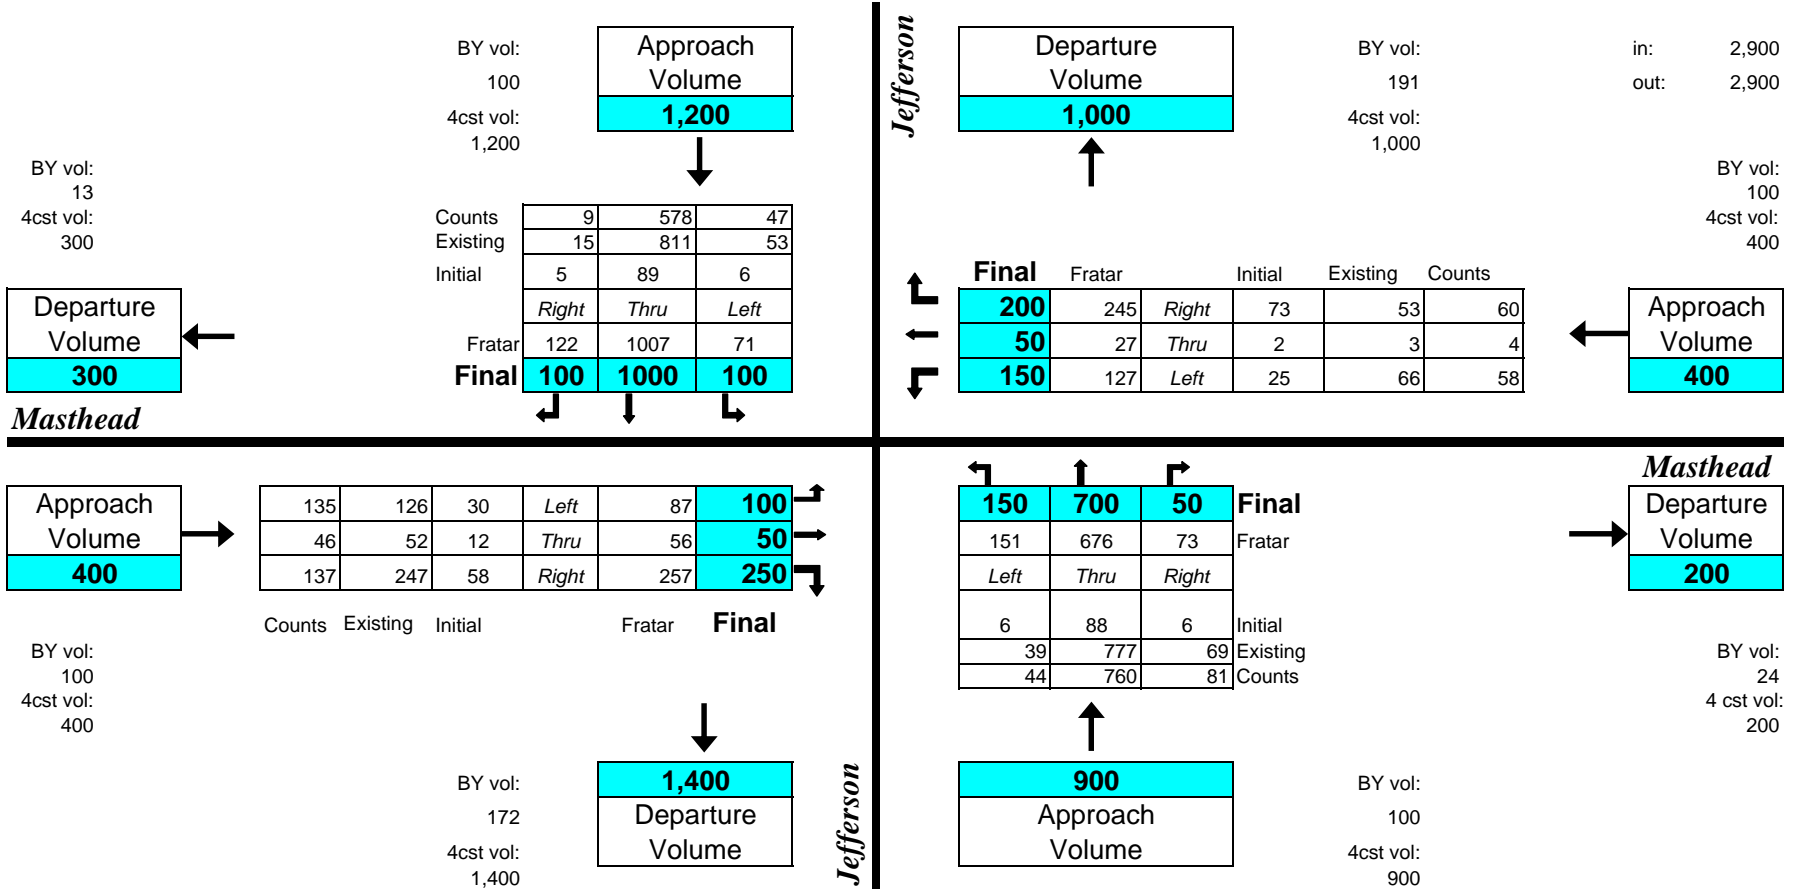 BY vol:
100
4cst vol:
1,200
Approach
Volume
1,200
Jefferson
Departure
Volume
1,000
BY vol:
191
4cst vol:
1,000
in: 2,900
out: 2,900
BY vol:
13
4cst vol:
300
BY vol:
100
4cst vol:
400
Counts 9 578 47
Existing 15 811 53
Initial 5 89 6
Right Thru Left
Fratar 122 1007 71
Final 100 1000 100
Departure
Volume
300
Masthead
Final Fratar Initial Existing Counts
200 245 Right 73 53 60
50 27 Thru 2 3 4
150 127 Left 25 66 58
Approach
Volume
400
Approach
Volume
400
135 126 30 Left 87 100
46 52 12 Thru 56 50
137 247 58 Right 257 250
Counts Existing Initial Fratar Final
BY vol:
100
4cst vol:
400
150 700 50 Final
151 676 73 Fratar
Left Thru Right
6 88 6 Initial
39 777 69 Existing
44 760 81 Counts
Masthead
Departure
Volume
200
BY vol:
24
4 cst vol:
200
BY vol:
172
4cst vol:
1,400
1,400
Departure
Volume
Jefferson
900
Approach
Volume
BY vol:
100
4cst vol:
900